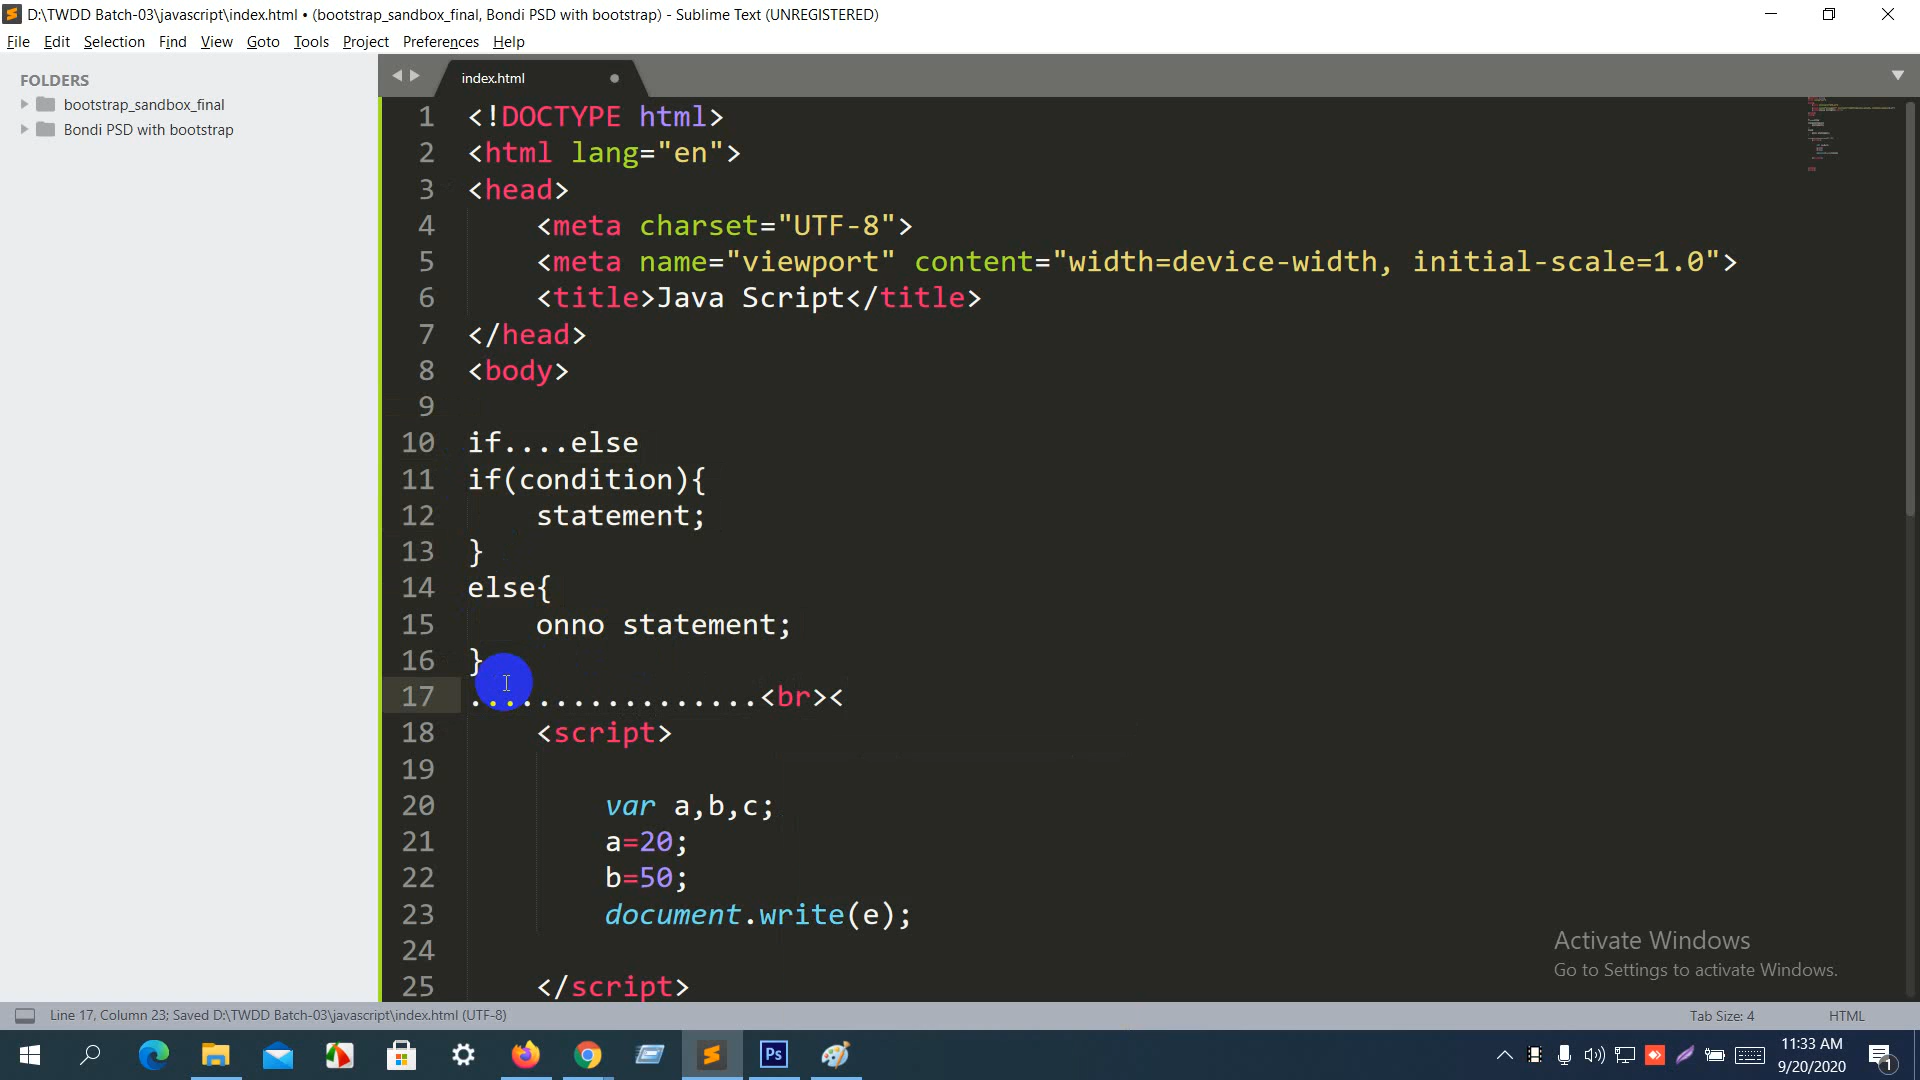 D:\TWDD Batch-03\javascript\index.html • (bootstrap_sandbox_final, Bondi PSD with bootstrap) - Sublime Text (UNREGISTERED)
File Edit Selection Find View Goto Tools Project Preferences Help
FOLDERS
bootstrap_sandbox_final
Bondi PSD with bootstrap
index.html
1 <!DOCTYPE html>
2 <html lang="en">
3 <head>
4 <meta charset="UTF-8">
5 <meta name="viewport" content="width=device-width, initial-scale=1.0">
6 <title>Java Script</title>
7 </head>
8 <body>
9
10 if....else
11 if(condition){
12 statement;
13 }
14 else{
15 onno statement;
16 }
17 .................<br><
18 <script>
19
20 var a,b,c;
21 a=20;
22 b=50;
23 document.write(e);
24
25 </script>
Activate Windows
Go to Settings to activate Windows.
Line 17, Column 23; Saved D:\TWDD Batch-03\javascript\index.html (UTF-8)
Tab Size: 4
HTML
Ps
11:33 AM
9/20/2020
1